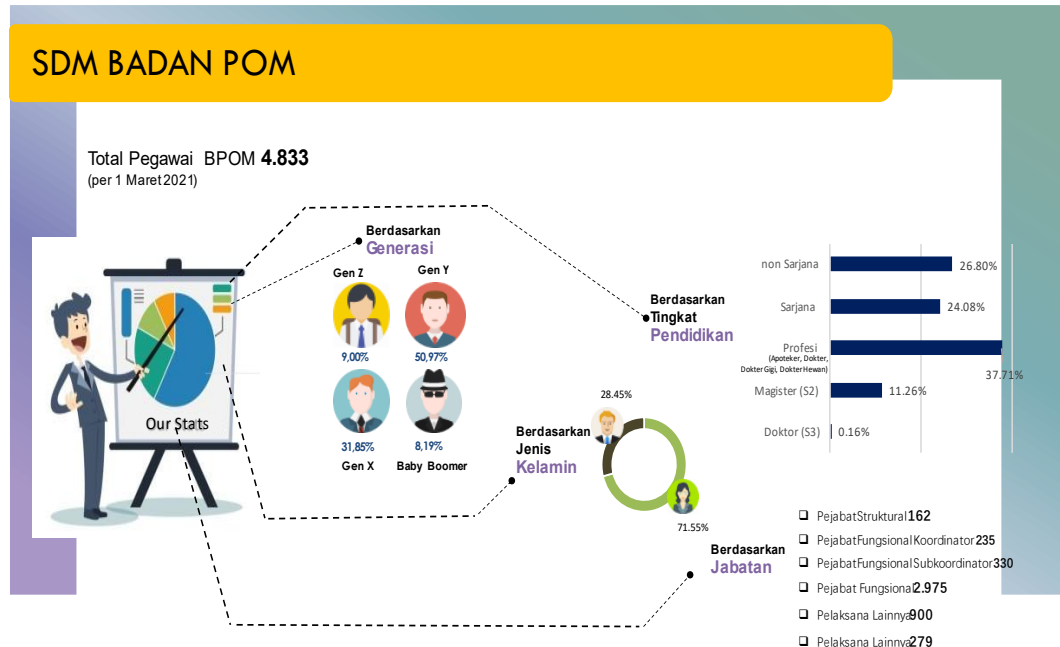 SDM BADAN POM
Total Pegawai BPOM 4.833
(per 1 Maret 2021)
Berdasarkan
Generasi
Gen Z
Gen Y
9,00%
50,97%
31,85%
8,19%
Gen X
Baby Boomer
Our Stats
Berdasarkan
Tingkat
Pendidikan
non Sarjana
26.80%
Sarjana
24.08%
Profesi
(Apoteker, Dokter,
Dokter Gigi, Dokter Hewan)
37.71%
Magister (S2)
11.26%
Doktor (S3)
0.16%
Berdasarkan
Jenis
Kelamin
28.45%
71.55%
Berdasarkan
Jabatan
Pejabat Struktural 162
Pejabat Fungsional Koordinator 235
Pejabat Fungsional Subkoordinator 330
Pejabat Fungsional 2.975
Pelaksana Lainnya 900
Pelaksana Lainnya 279